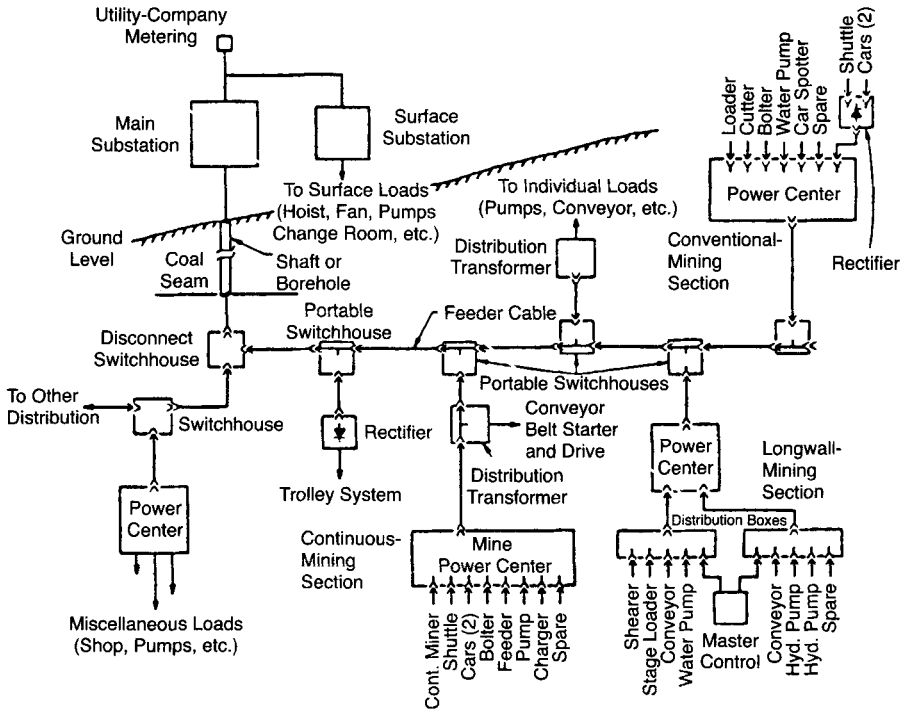 Utility-Company
Metering
Main
Substation
Surface
Substation
To Surface Loads
(Hoist, Fan, Pumps
Change Room, etc.)
Ground
Level
Coal
Seam
Shaft or
Borehole
To Individual Loads
(Pumps, Conveyor, etc.)
Distribution
Transformer
Loader
Cutter
Bolter
Water Pump
Car Spotter
Spare
Shuttle
Cars (2)
Power Center
Conventional-
Mining
Section
Rectifier
Portable
Switchhouse
Feeder Cable
Disconnect
Switchhouse
Portable Switchhouses
To Other
Distribution
Switchhouse
Rectifier
Trolley System
Conveyor
Belt Starter
and Drive
Distribution
Transformer
Power
Center
Longwall-
Mining
Section
Power
Center
Miscellaneous Loads
(Shop, Pumps, etc.)
Continuous-
Mining
Section
Mine
Power Center
Cont. Miner
Shuttle
Cars (2)
Bolter
Feeder
Pump
Charger
Spare
Distribution Boxes
Shearer
Stage Loader
Conveyor
Water Pump
Master
Control
Conveyor
Hyd. Pump
Hyd. Pump
Spare